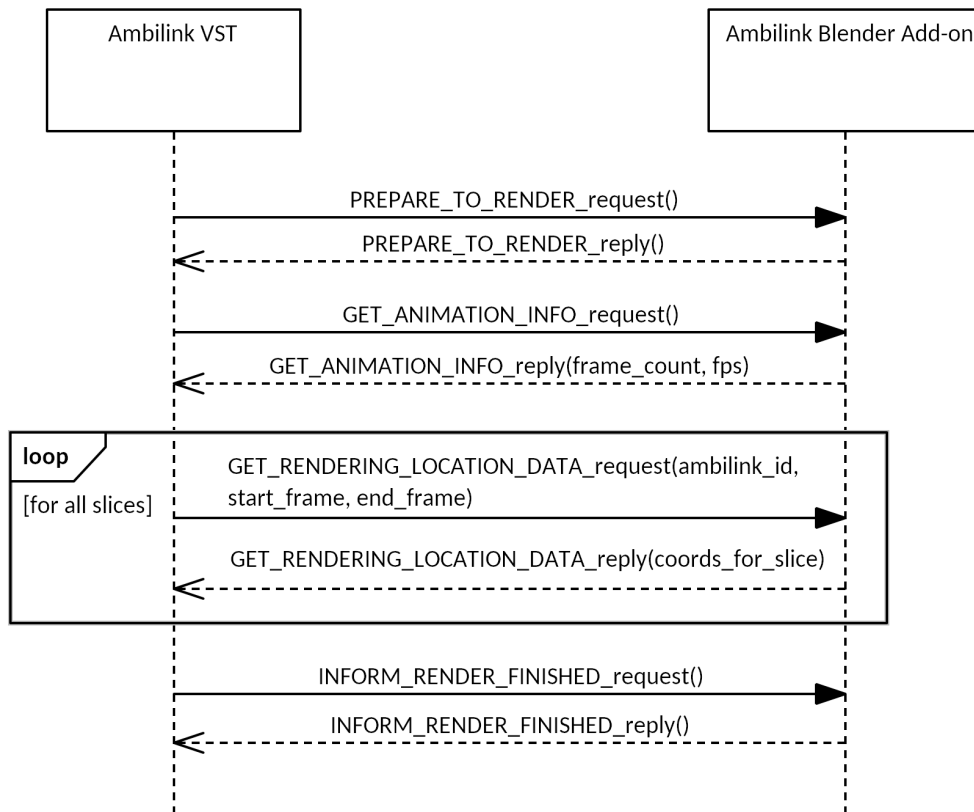 Ambilink VST
Ambilink Blender Add-on
PREPARE_TO_RENDER_request()
PREPARE_TO_RENDER_reply()
GET_ANIMATION_INFO_request()
GET_ANIMATION_INFO_reply(frame_count, fps)
loop
[for all slices]
GET_RENDERING_LOCATION_DATA_request(ambilink_id,
start_frame, end_frame)
GET_RENDERING_LOCATION_DATA_reply(coords_for_slice)
INFORM_RENDER_FINISHED_request()
INFORM_RENDER_FINISHED_reply()